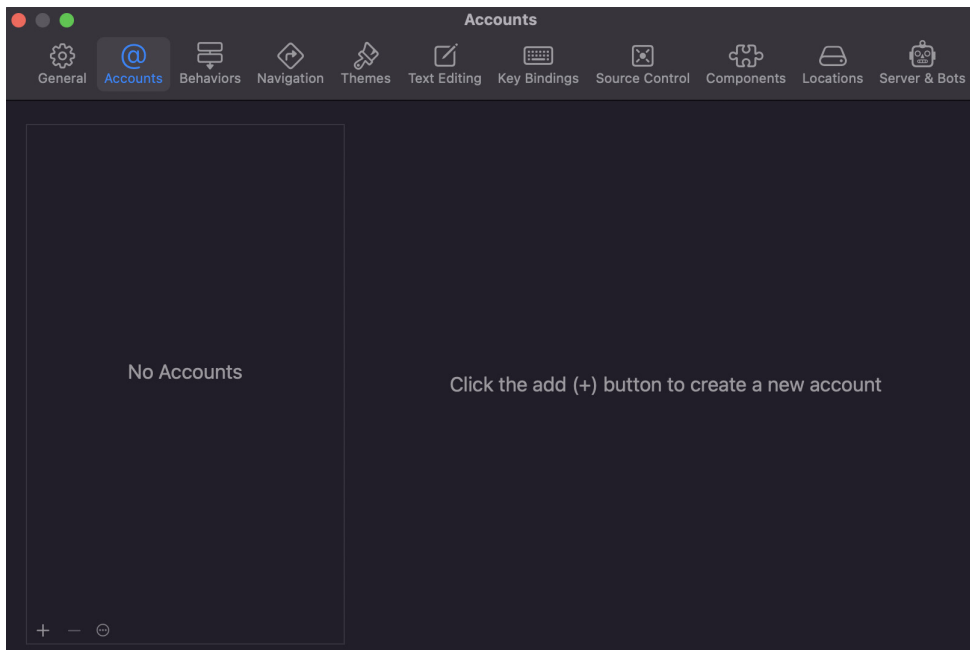 Accounts
General Accounts Behaviors Navigation Themes Text Editing Key Bindings Source Control Components Locations Server & Bots
No Accounts
Click the add (+) button to create a new account